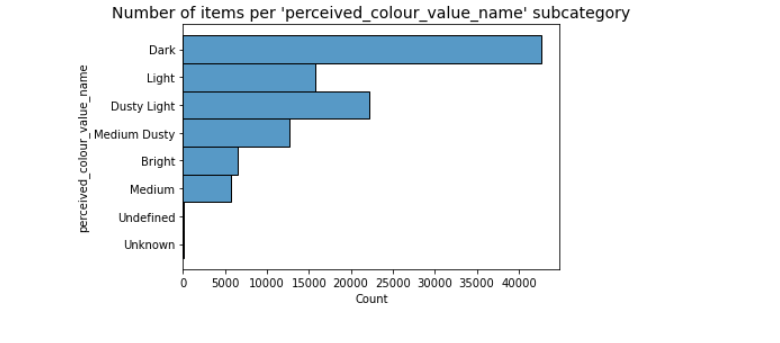 Number of items per 'perceived_colour_value_name' subcategory
perceived_colour_value_name
Dark
Light
Dusty Light
Medium Dusty
Bright
Medium
Undefined
Unknown
0 5000 10000 15000 20000 25000 30000 35000 40000
Count